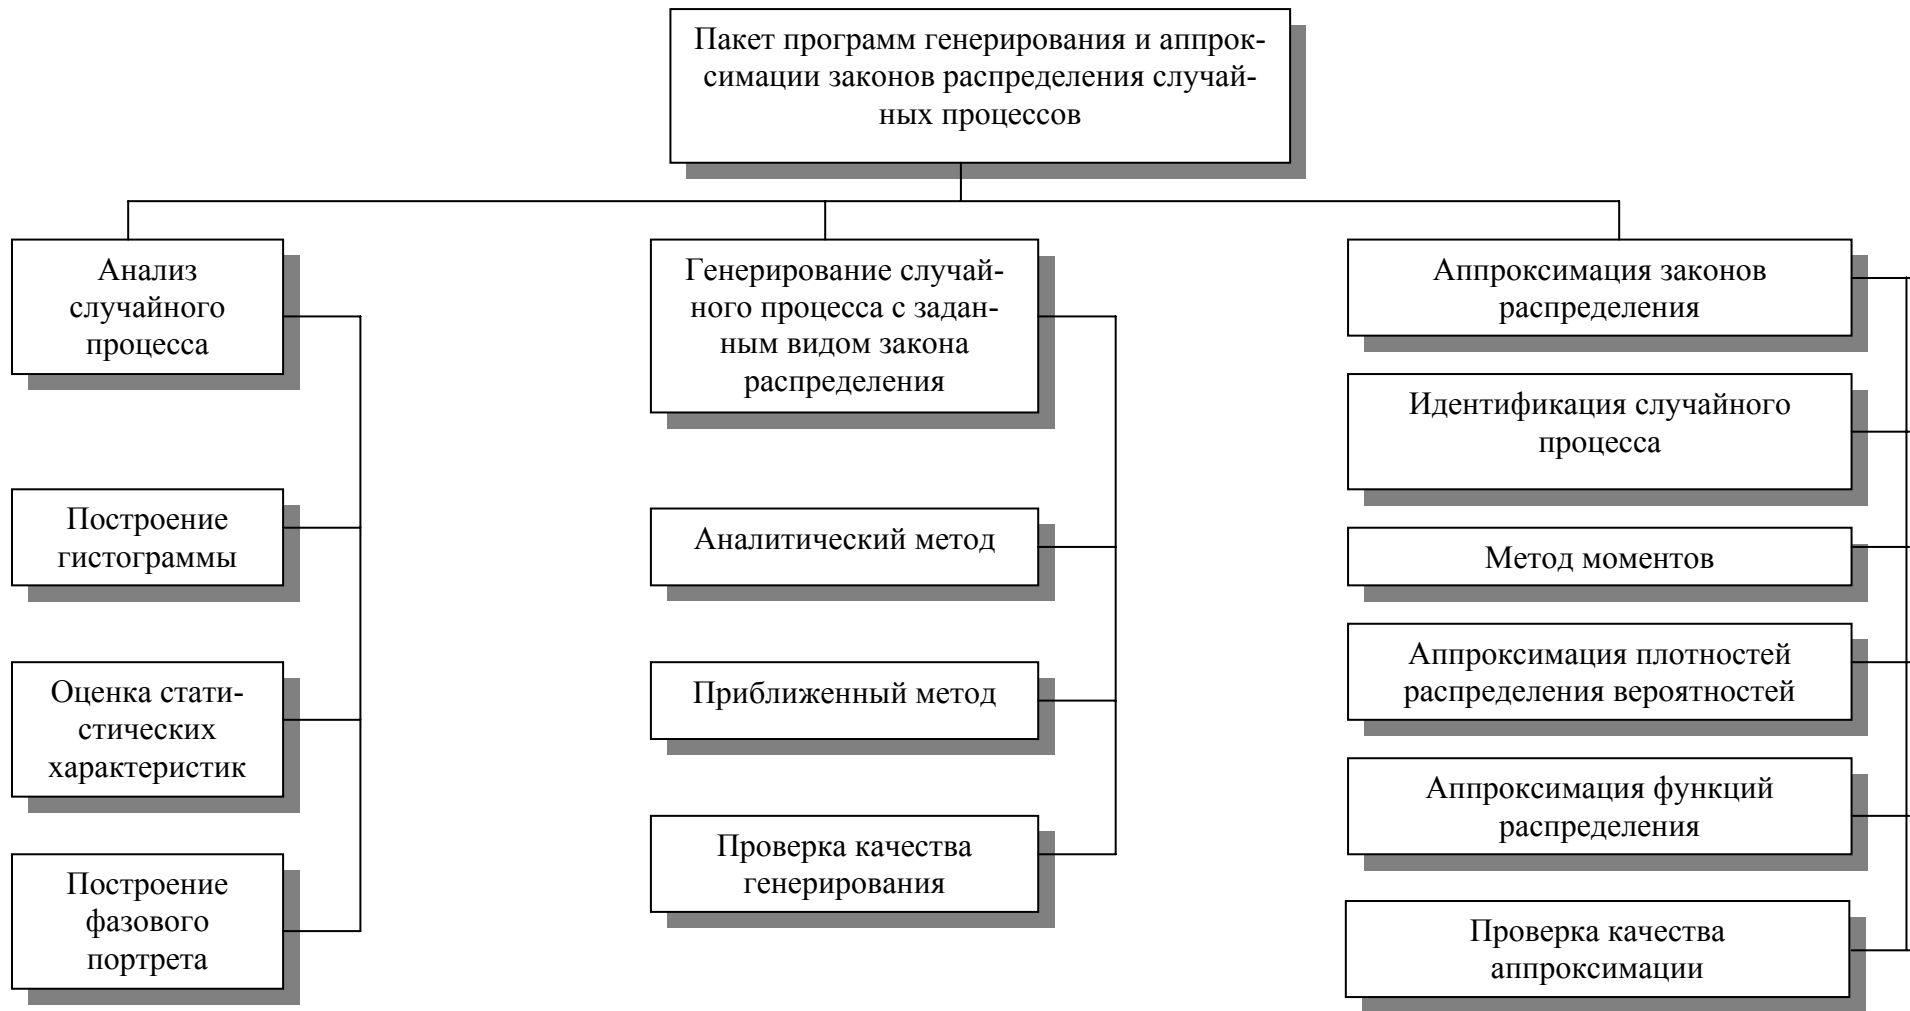 Пакет программ генерирования и аппрок-
симации законов распределения случай-
ных процессов
Анализ
случайного
процесса
Построение
гистограммы
Оценка стати-
стических
характеристик
Построение
фазового
портрета
Генерирование случай-
ного процесса с задан-
ным видом закона
распределения
Аналитический метод
Приближенный метод
Проверка качества
генерирования
Аппроксимация законов
распределения
Идентификация случайного
процесса
Метод моментов
Аппроксимация плотностей
распределения вероятностей
Аппроксимация функций
распределения
Проверка качества
аппроксимации